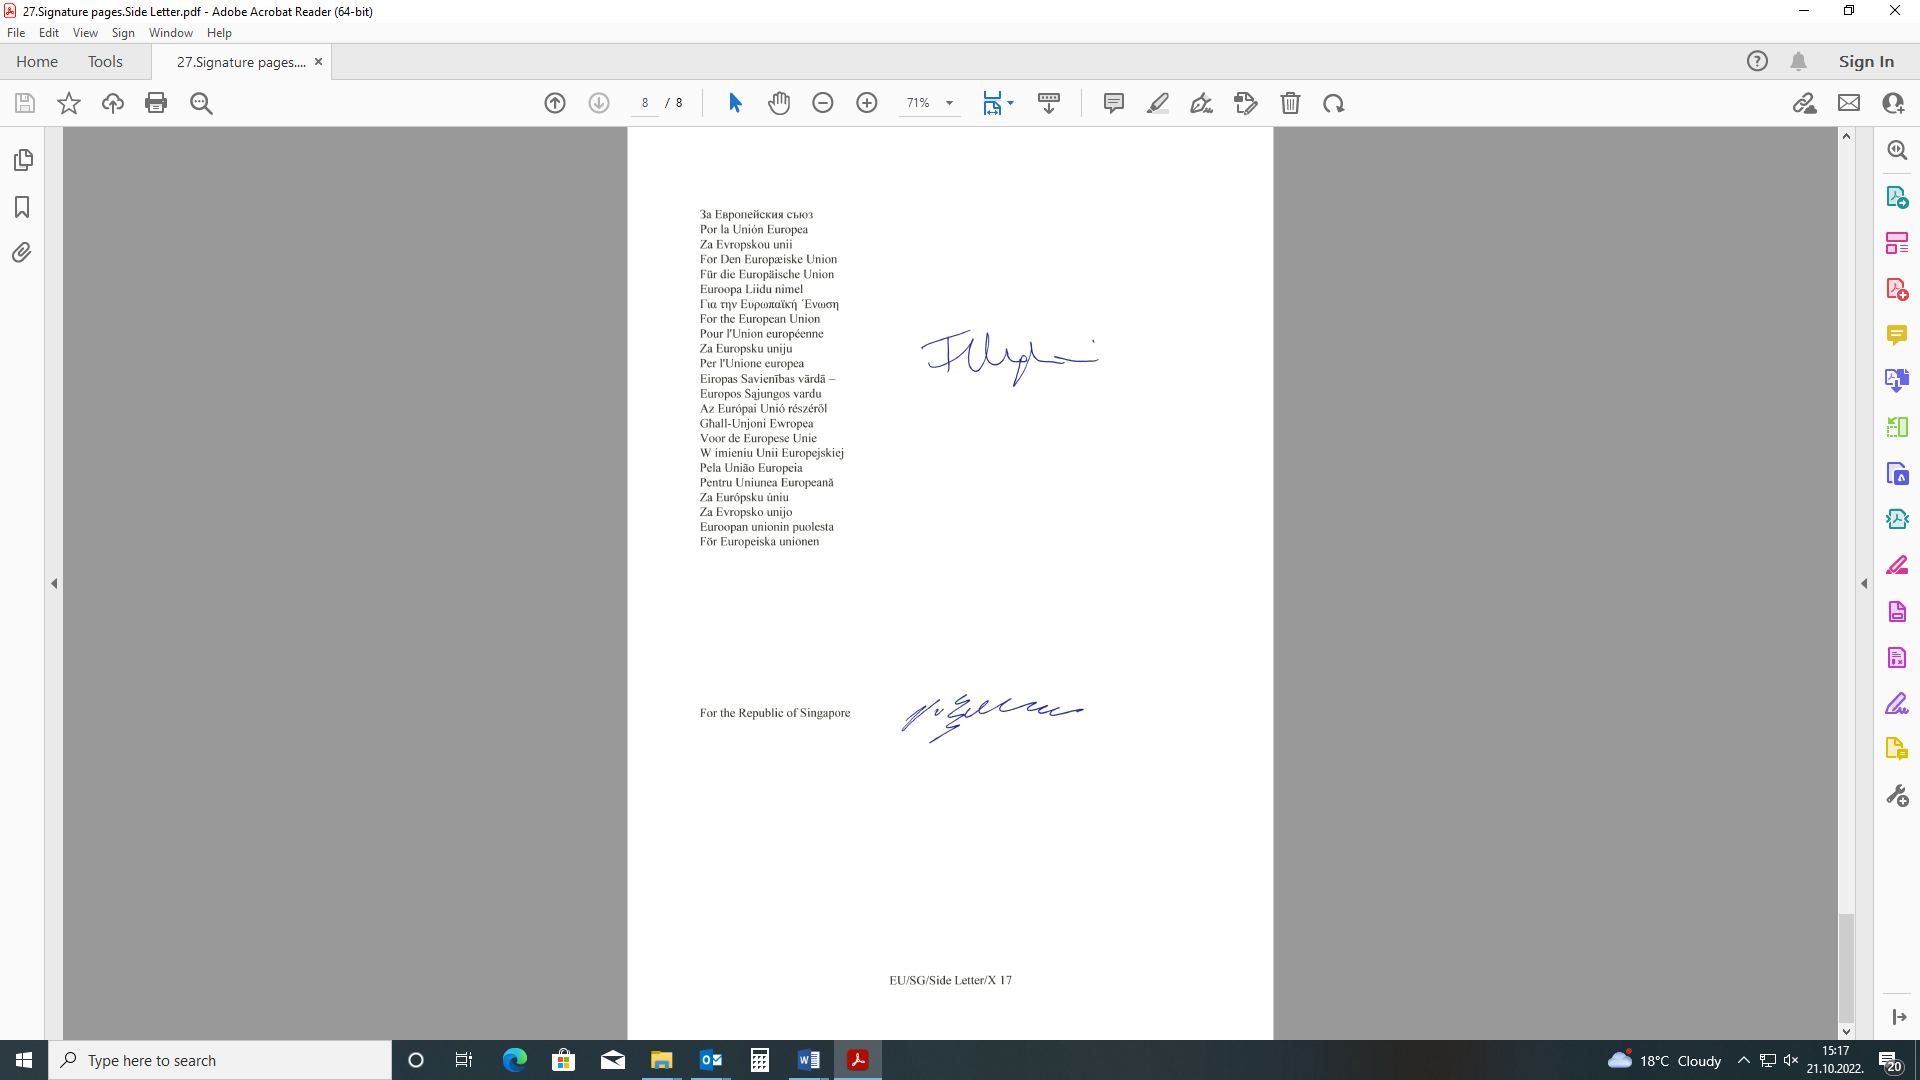 27.Signature pages.Side Letter.pdf - Adobe Acrobat Reader (64-bit)
File Edit View Sign Window Help
Home Tools 27.Signature pages.... × Sign In
8 / 8 71%
За Европейския съюз
Por la Unión Europea
Za Evropskou unii
For Den Europæiske Union
Für die Europäische Union
Euroopa Liidu nimel
Για την Ευρωπαϊκή Ένωση
For the European Union
Pour l'Union européenne
Za Europsku uniju
Per l'Unione europea
Eiropas Savienības vārdā –
Europos Sąjungos vardu
Az Európai Unió részéről
Għall-Unjoni Ewropea
Voor de Europese Unie
W imieniu Unii Europejskiej
Pela União Europeia
Pentru Uniunea Europeană
Za Európsku úniu
Za Evropsko unijo
Euroopan unionin puolesta
För Europeiska unionen
For the Republic of Singapore
EU/SG/Side Letter/X 17
Type here to search
18°C Cloudy
15:17
21.10.2022.
20